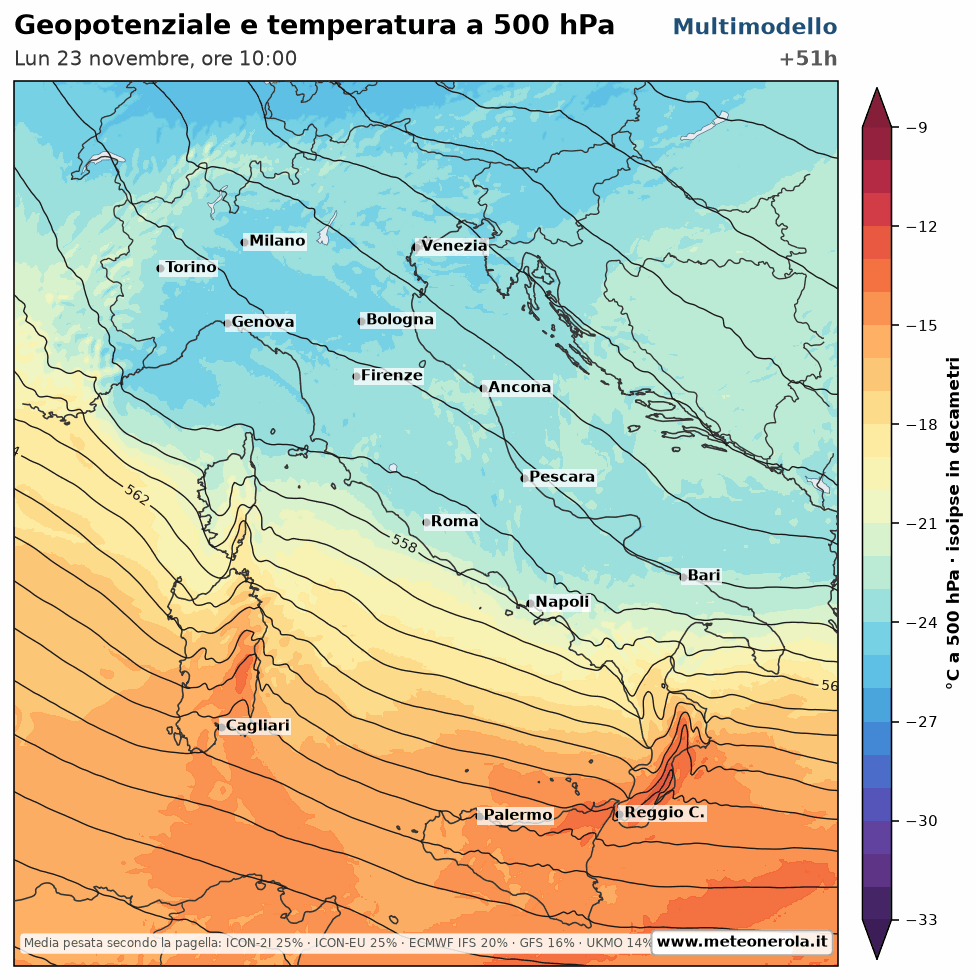 Geopotenziale e temperatura a 500 hPa
Multimodello
Lun 23 novembre, ore 10:00
+51h
Milano
Venezia
Torino
Genova
Bologna
Firenze
Ancona
562
Pescara
Roma
558
Bari
Napoli
56
Cagliari
Palermo
Reggio C.
−9
−12
−15
−18
−21
−24
−27
−30
−33
°C a 500 hPa · isoipse in decametri
Media pesata secondo la pagella: ICON-2I 25% · ICON-EU 25% · ECMWF IFS 20% · GFS 16% · UKMO 14%
www.meteonerola.it